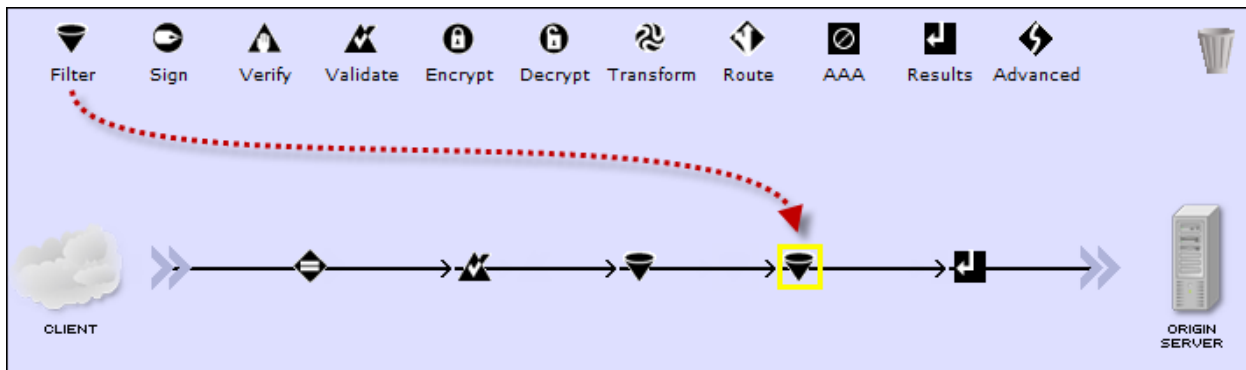 Filter Sign Verify Validate Encrypt Decrypt Transform Route AAA Results Advanced
CLIENT
ORIGIN
SERVER